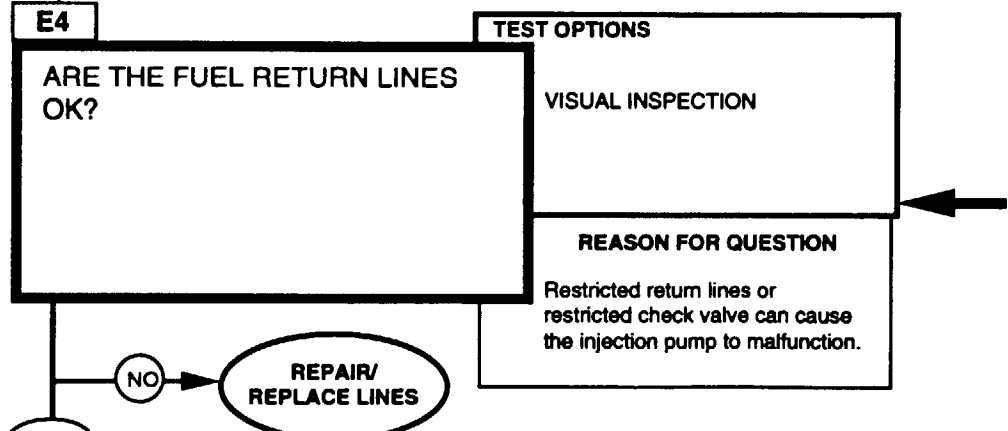 E4
ARE THE FUEL RETURN LINES
OK?
TEST OPTIONS
VISUAL INSPECTION
REASON FOR QUESTION
Restricted return lines or
restricted check valve can cause
the injection pump to malfunction.
NO
REPAIR/
REPLACE LINES